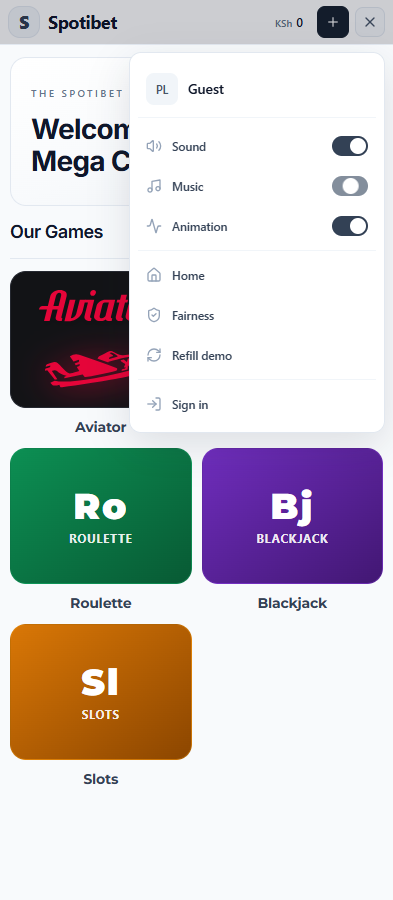 S Spotibet KSh 0
THE SPOTIBET
Welcom
Mega C
PL Guest
Sound
Music
Animation
Home
Fairness
Refill demo
Sign in
Our Games
Aviat
Aviator
Ro
ROULETTE
Roulette
Bj
BLACKJACK
Blackjack
Sl
SLOTS
Slots